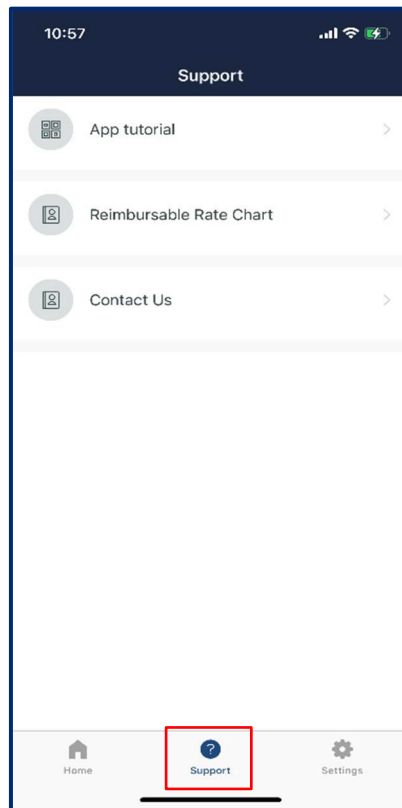 10:57
Support
App tutorial
Reimbursable Rate Chart
Contact Us
Home Support Settings